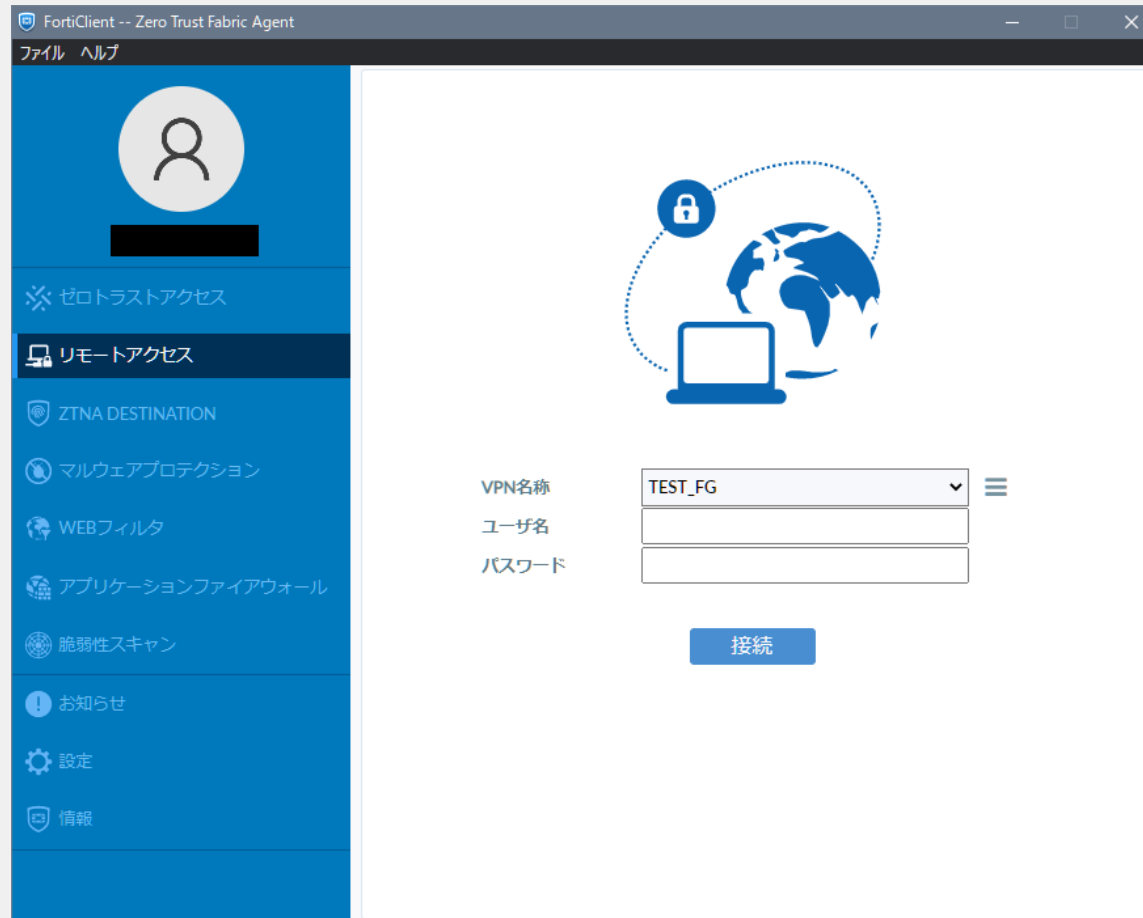 FortiClient -- Zero Trust Fabric Agent
ファイル ヘルプ
ゼロトラストアクセス
リモートアクセス
ZTNA DESTINATION
マルウェアプロテクション
WEBフィルタ
アプリケーションファイアウォール
脆弱性スキャン
お知らせ
設定
情報
VPN名称 TEST_FG
ユーザ名
パスワード
接続